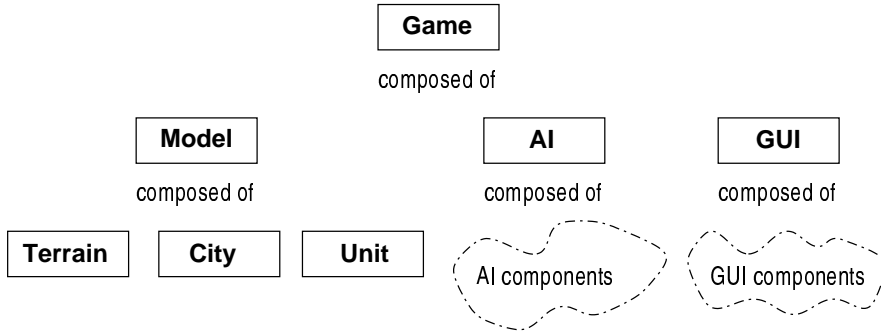 Game
composed of
Model
AI
GUI
composed of
composed of
composed of
Terrain
City
Unit
AI components
GUI components